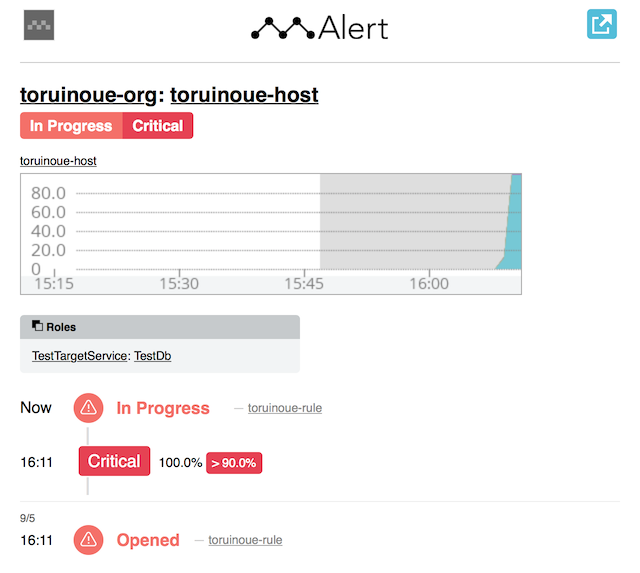 Alert
toruinoue-org: toruinoue-host
In Progress Critical
toruinoue-host
80.0
60.0
40.0
20.0
0
15:15 15:30 15:45 16:00
Roles
TestTargetService: TestDb
Now In Progress — toruinoue-rule
16:11 Critical 100.0% > 90.0%
9/5
16:11 Opened — toruinoue-rule